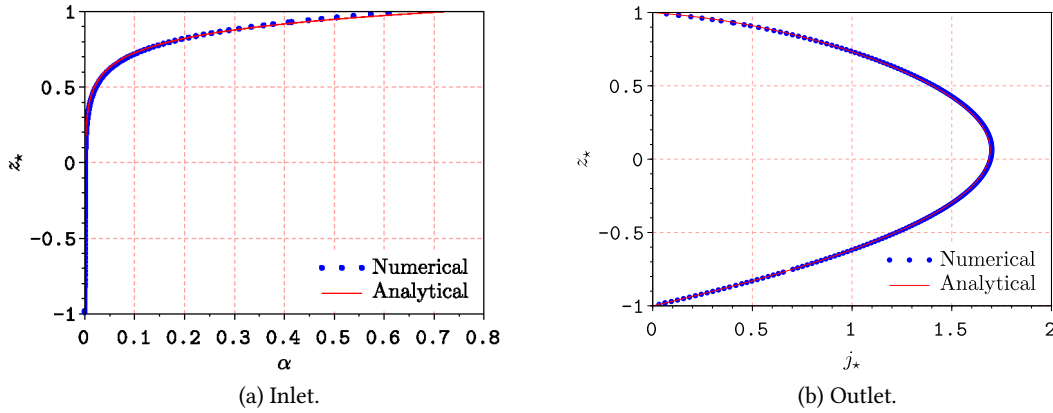 1
0.5
0
−0.5
−1
z⋆
0 0.1 0.2 0.3 0.4 0.5 0.6 0.7 0.8
α
Numerical
Analytical
(a) Inlet.
1
0.5
0
−0.5
−1
z⋆
0 0.5 1 1.5 2
j⋆
Numerical
Analytical
(b) Outlet.